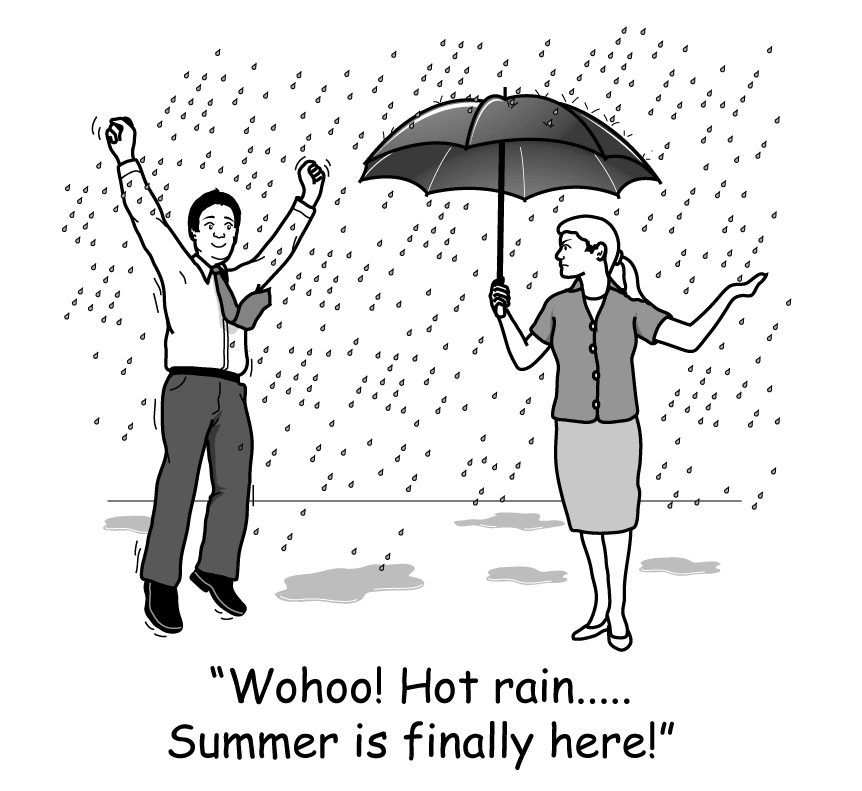 “Wohoo! Hot rain.....
Summer is finally here!”